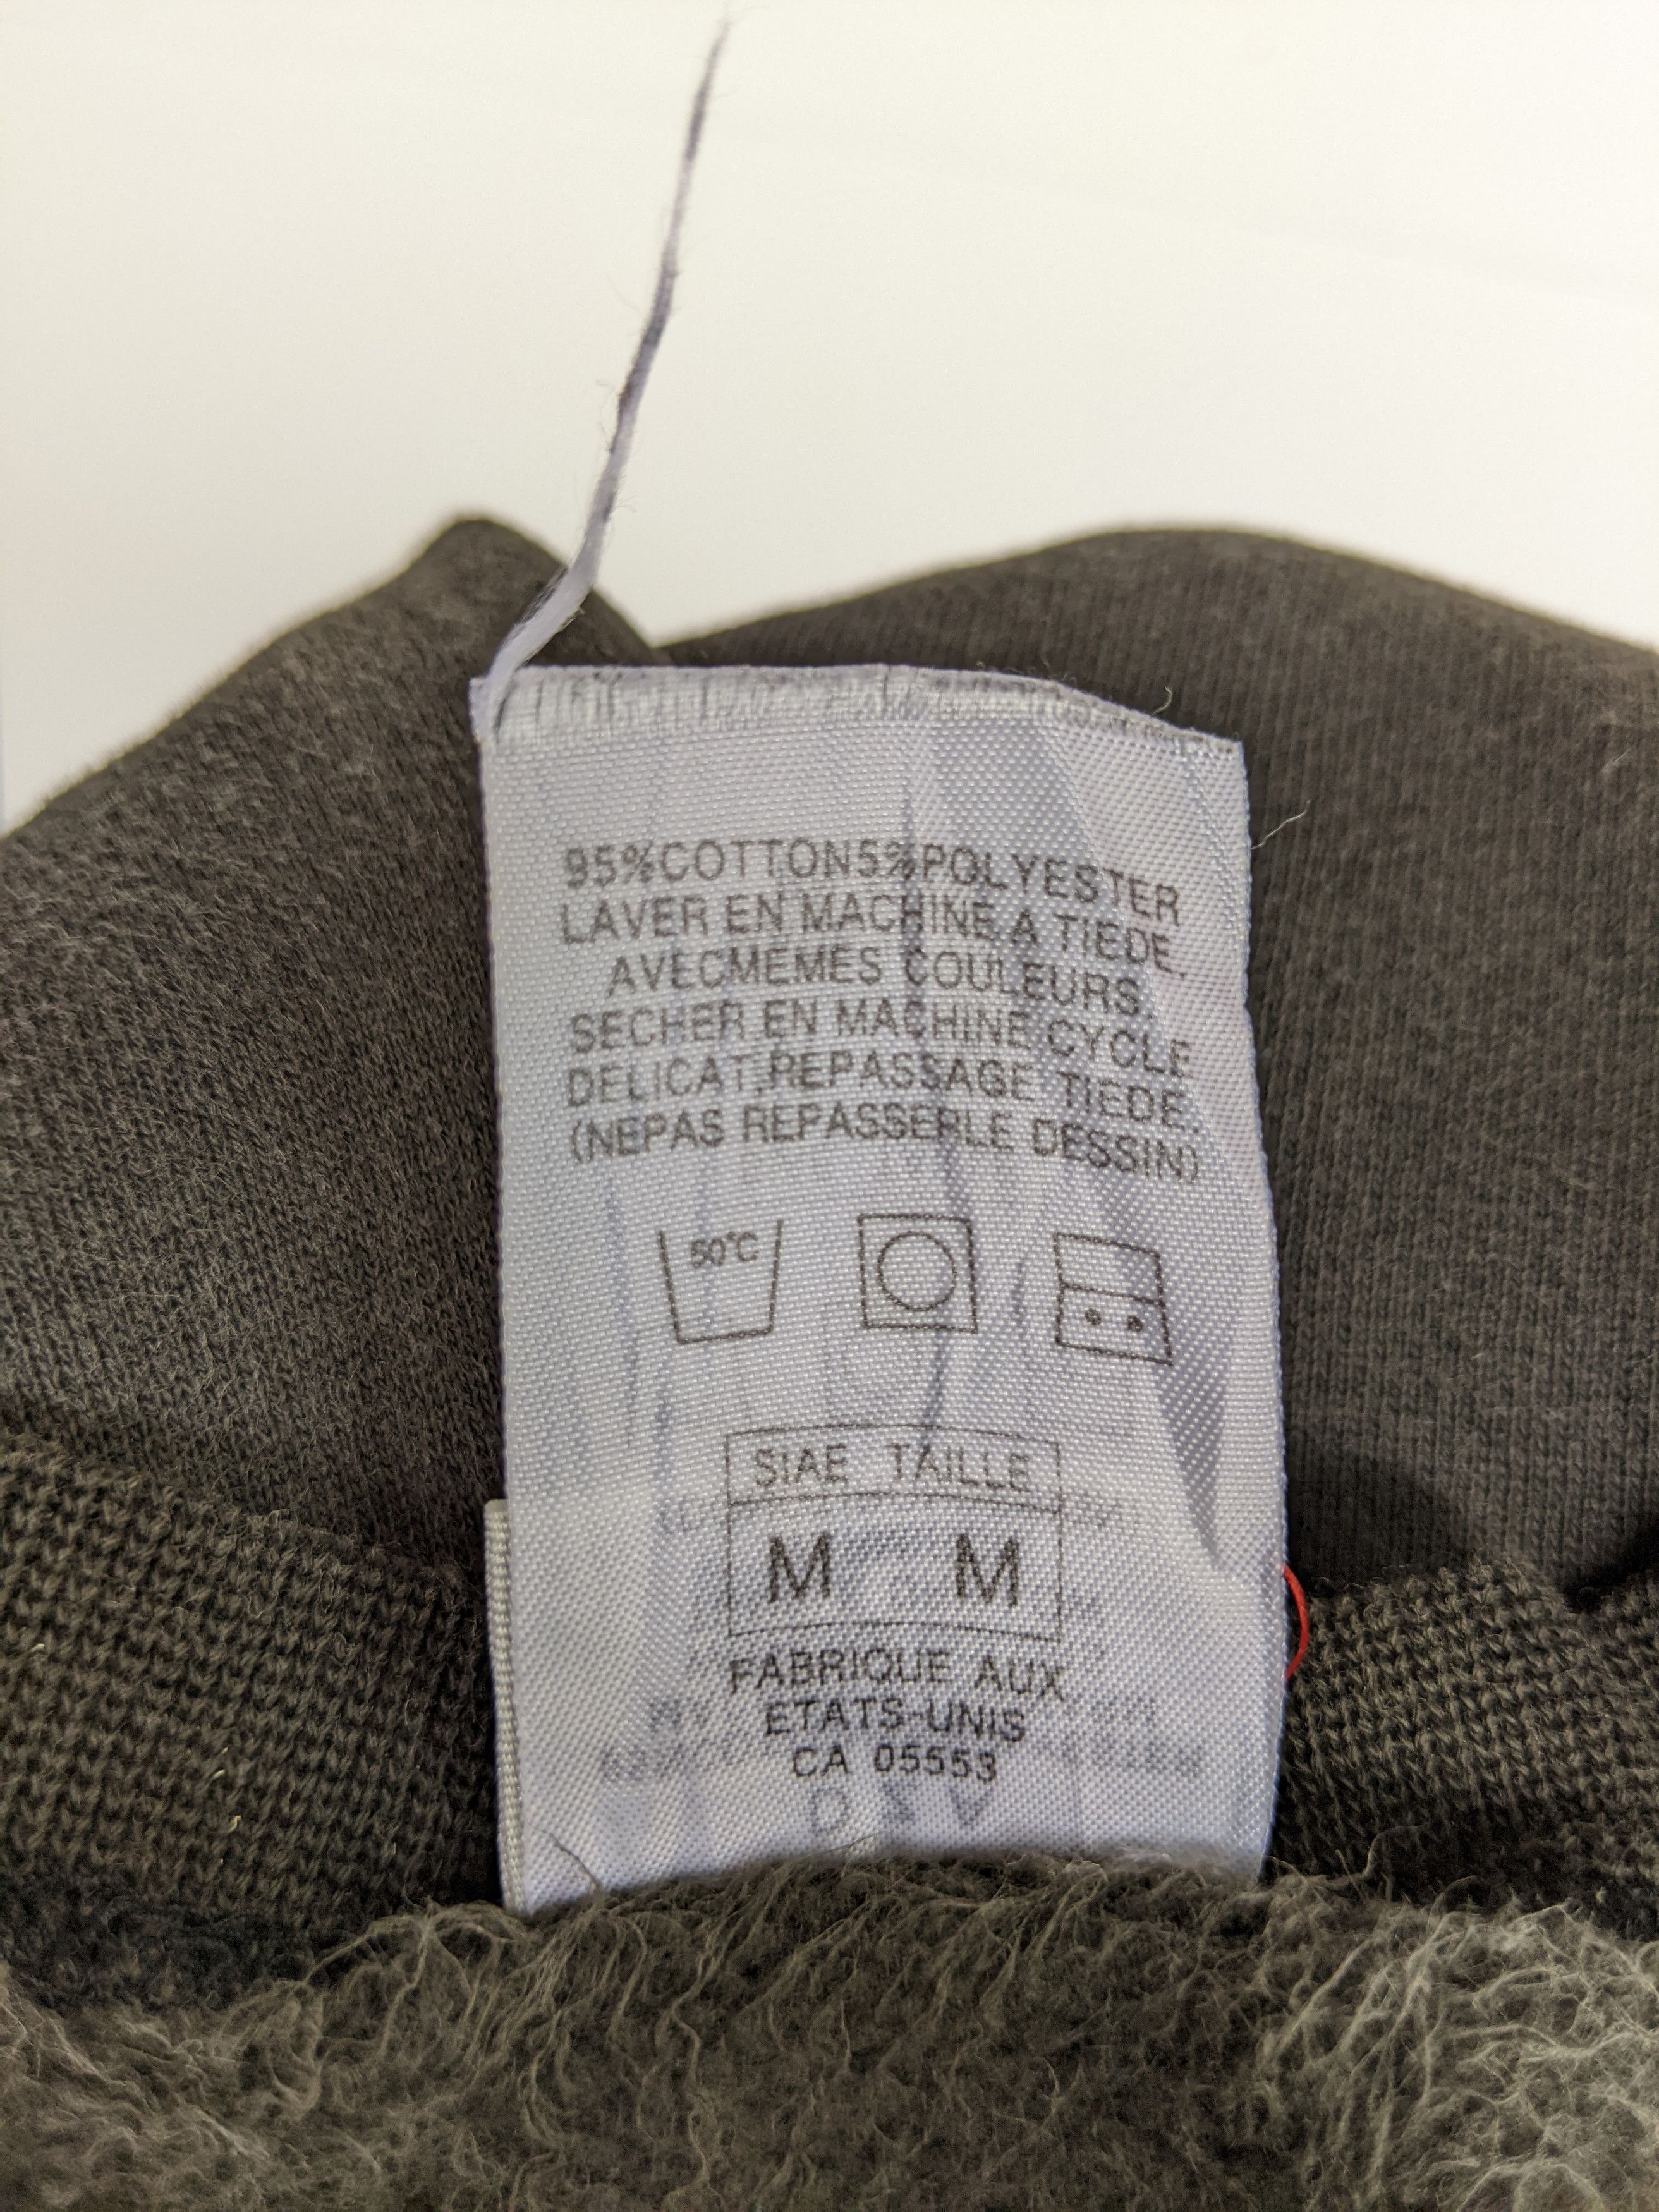 95%COTTON5%POLYESTER
LAVER EN MACHINE A TIEDE.
AVECMEMES COULEURS.
SECHER EN MACHINE CYCLE
DELICAT,REPASSAGE TIEDE.
(NEPAS REPASSERLE DESSIN)
50°C
SIAE TAILLE
M M
FABRIQUE AUX
ETATS-UNIS
CA 05553